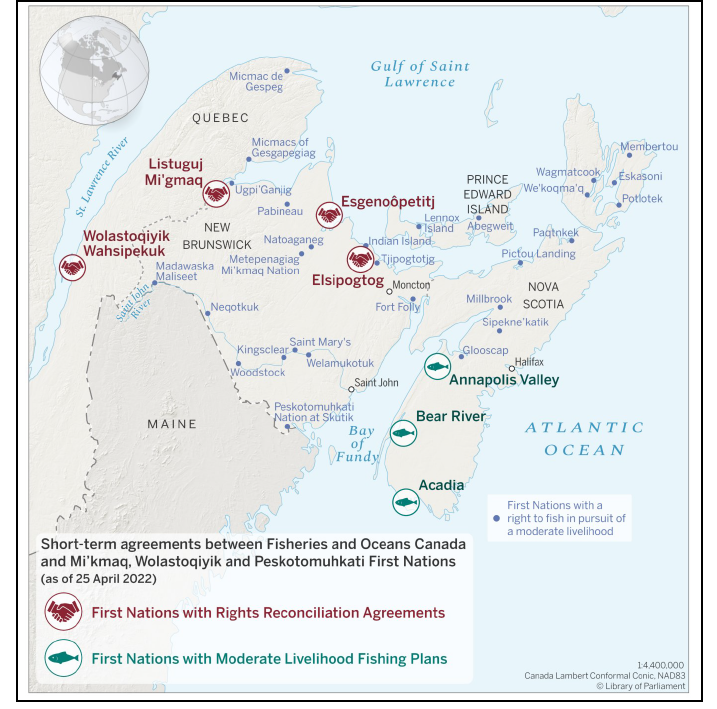 Gulf of Saint
Lawrence
Micmac de
Gespeg
QUEBEC
St. Lawrence River
Micmacs of
Gesgapegiag
Listuguj
Mi'gmaq
Ugpi'Ganjig
Pabineau
Esgenoôpetitj
PRINCE
EDWARD
ISLAND
Lennox
Island
Abegweit
Membertou
Wagmatcook
Eskasoni
We'koqma'q
Potlotek
Paqtnkek
Pictou Landing
Wolastoqiyik
Wahsipekuk
NEW
BRUNSWICK
Natoaganeg
Metepenagiag
Mi'kmaq Nation
Indian Island
Tjipogtotjg
Elsipogtog
Moncton
Fort Folly
Madawaska
Maliseet
Saint John
River
Neqotkuk
NOVA
SCOTIA
Millbrook
Sipekne'katik
Saint Mary's
Kingsclear
Welamukotuk
Woodstock
Glooscap
Halifax
Annapolis Valley
Saint John
MAINE
Peskotomuhkati
Nation at Skutik
Bay
of
Fundy
Bear River
ATLANTIC
OCEAN
Acadia
First Nations with a
right to fish in pursuit of
a moderate livelihood
Short-term agreements between Fisheries and Oceans Canada
and Mi'kmaq, Wolastoqiyik and Peskotomuhkati First Nations
(as of 25 April 2022)
First Nations with Rights Reconciliation Agreements
First Nations with Moderate Livelihood Fishing Plans
1:4,400,000
Canada Lambert Conformal Conic, NAD83
© Library of Parliament